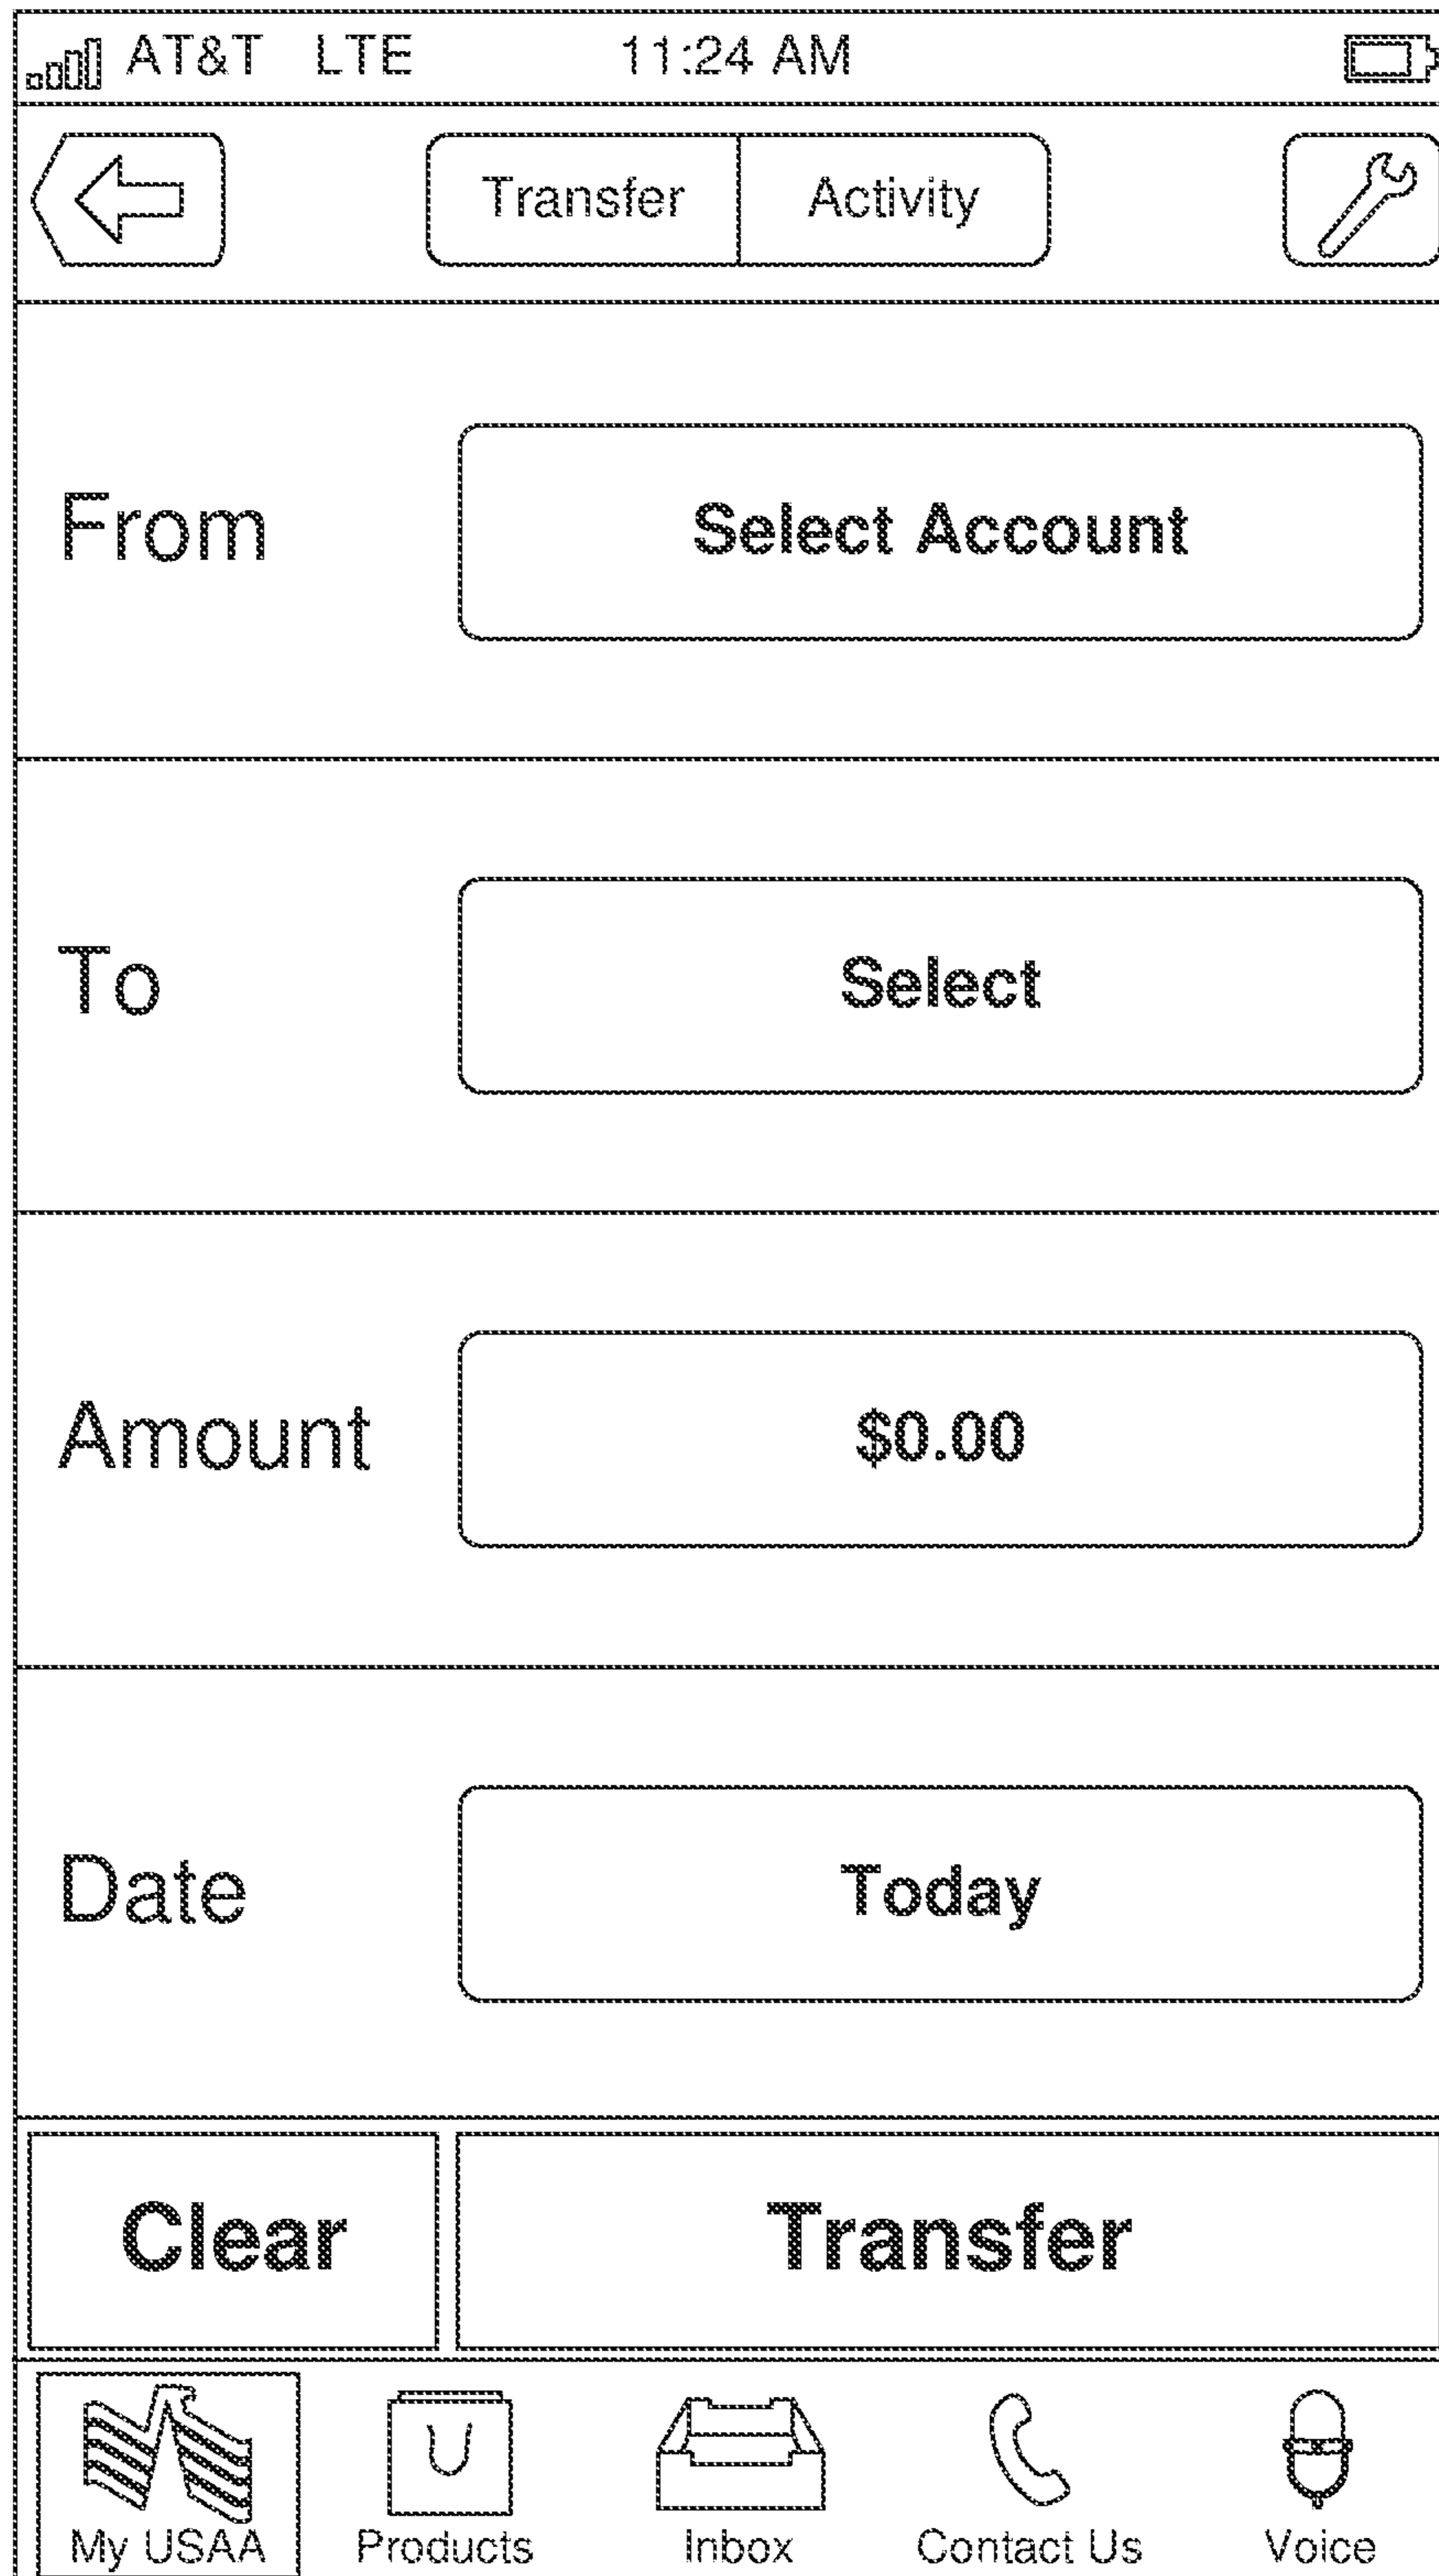 AT&T LTE 11:24 AM
Transfer Activity
From Select Account
To Select
Amount $0.00
Date Today
Clear Transfer
My USAA Products Inbox Contact Us Voice